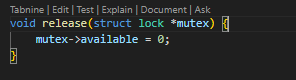 Tabnine | Edit | Test | Explain | Document | Ask
void release(struct lock *mutex) {
    mutex->available = 0;
}